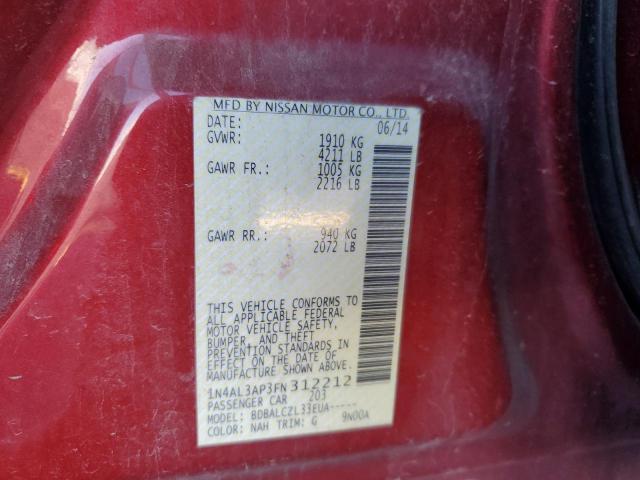 MFD BY NISSAN MOTOR CO., LTD.
DATE: 06/14
GVWR: 1910 KG
4211 LB
GAWR FR.: 1005 KG
2216 LB
GAWR RR.: 940 KG
2072 LB
THIS VEHICLE CONFORMS TO
ALL APPLICABLE FEDERAL
MOTOR VEHICLE SAFETY,
BUMPER, AND THEFT
PREVENTION STANDARDS IN
EFFECT ON THE DATE OF
MANUFACTURE SHOWN ABOVE.
1N4AL3AP3FN312212
PASSENGER CAR 203
MODEL: BDBALCZL33EUA-----
COLOR: NAH TRIM: G 9N00A